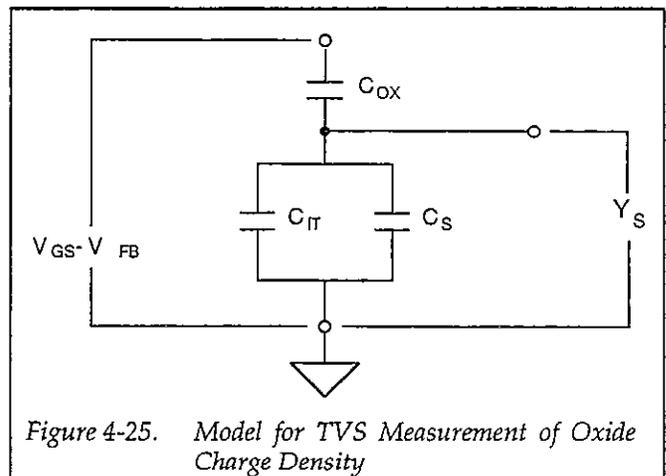 C_OX
C_IT C_S
Y_S
V_GS- V_FB
Figure 4-25. Model for TVS Measurement of Oxide
Charge Density